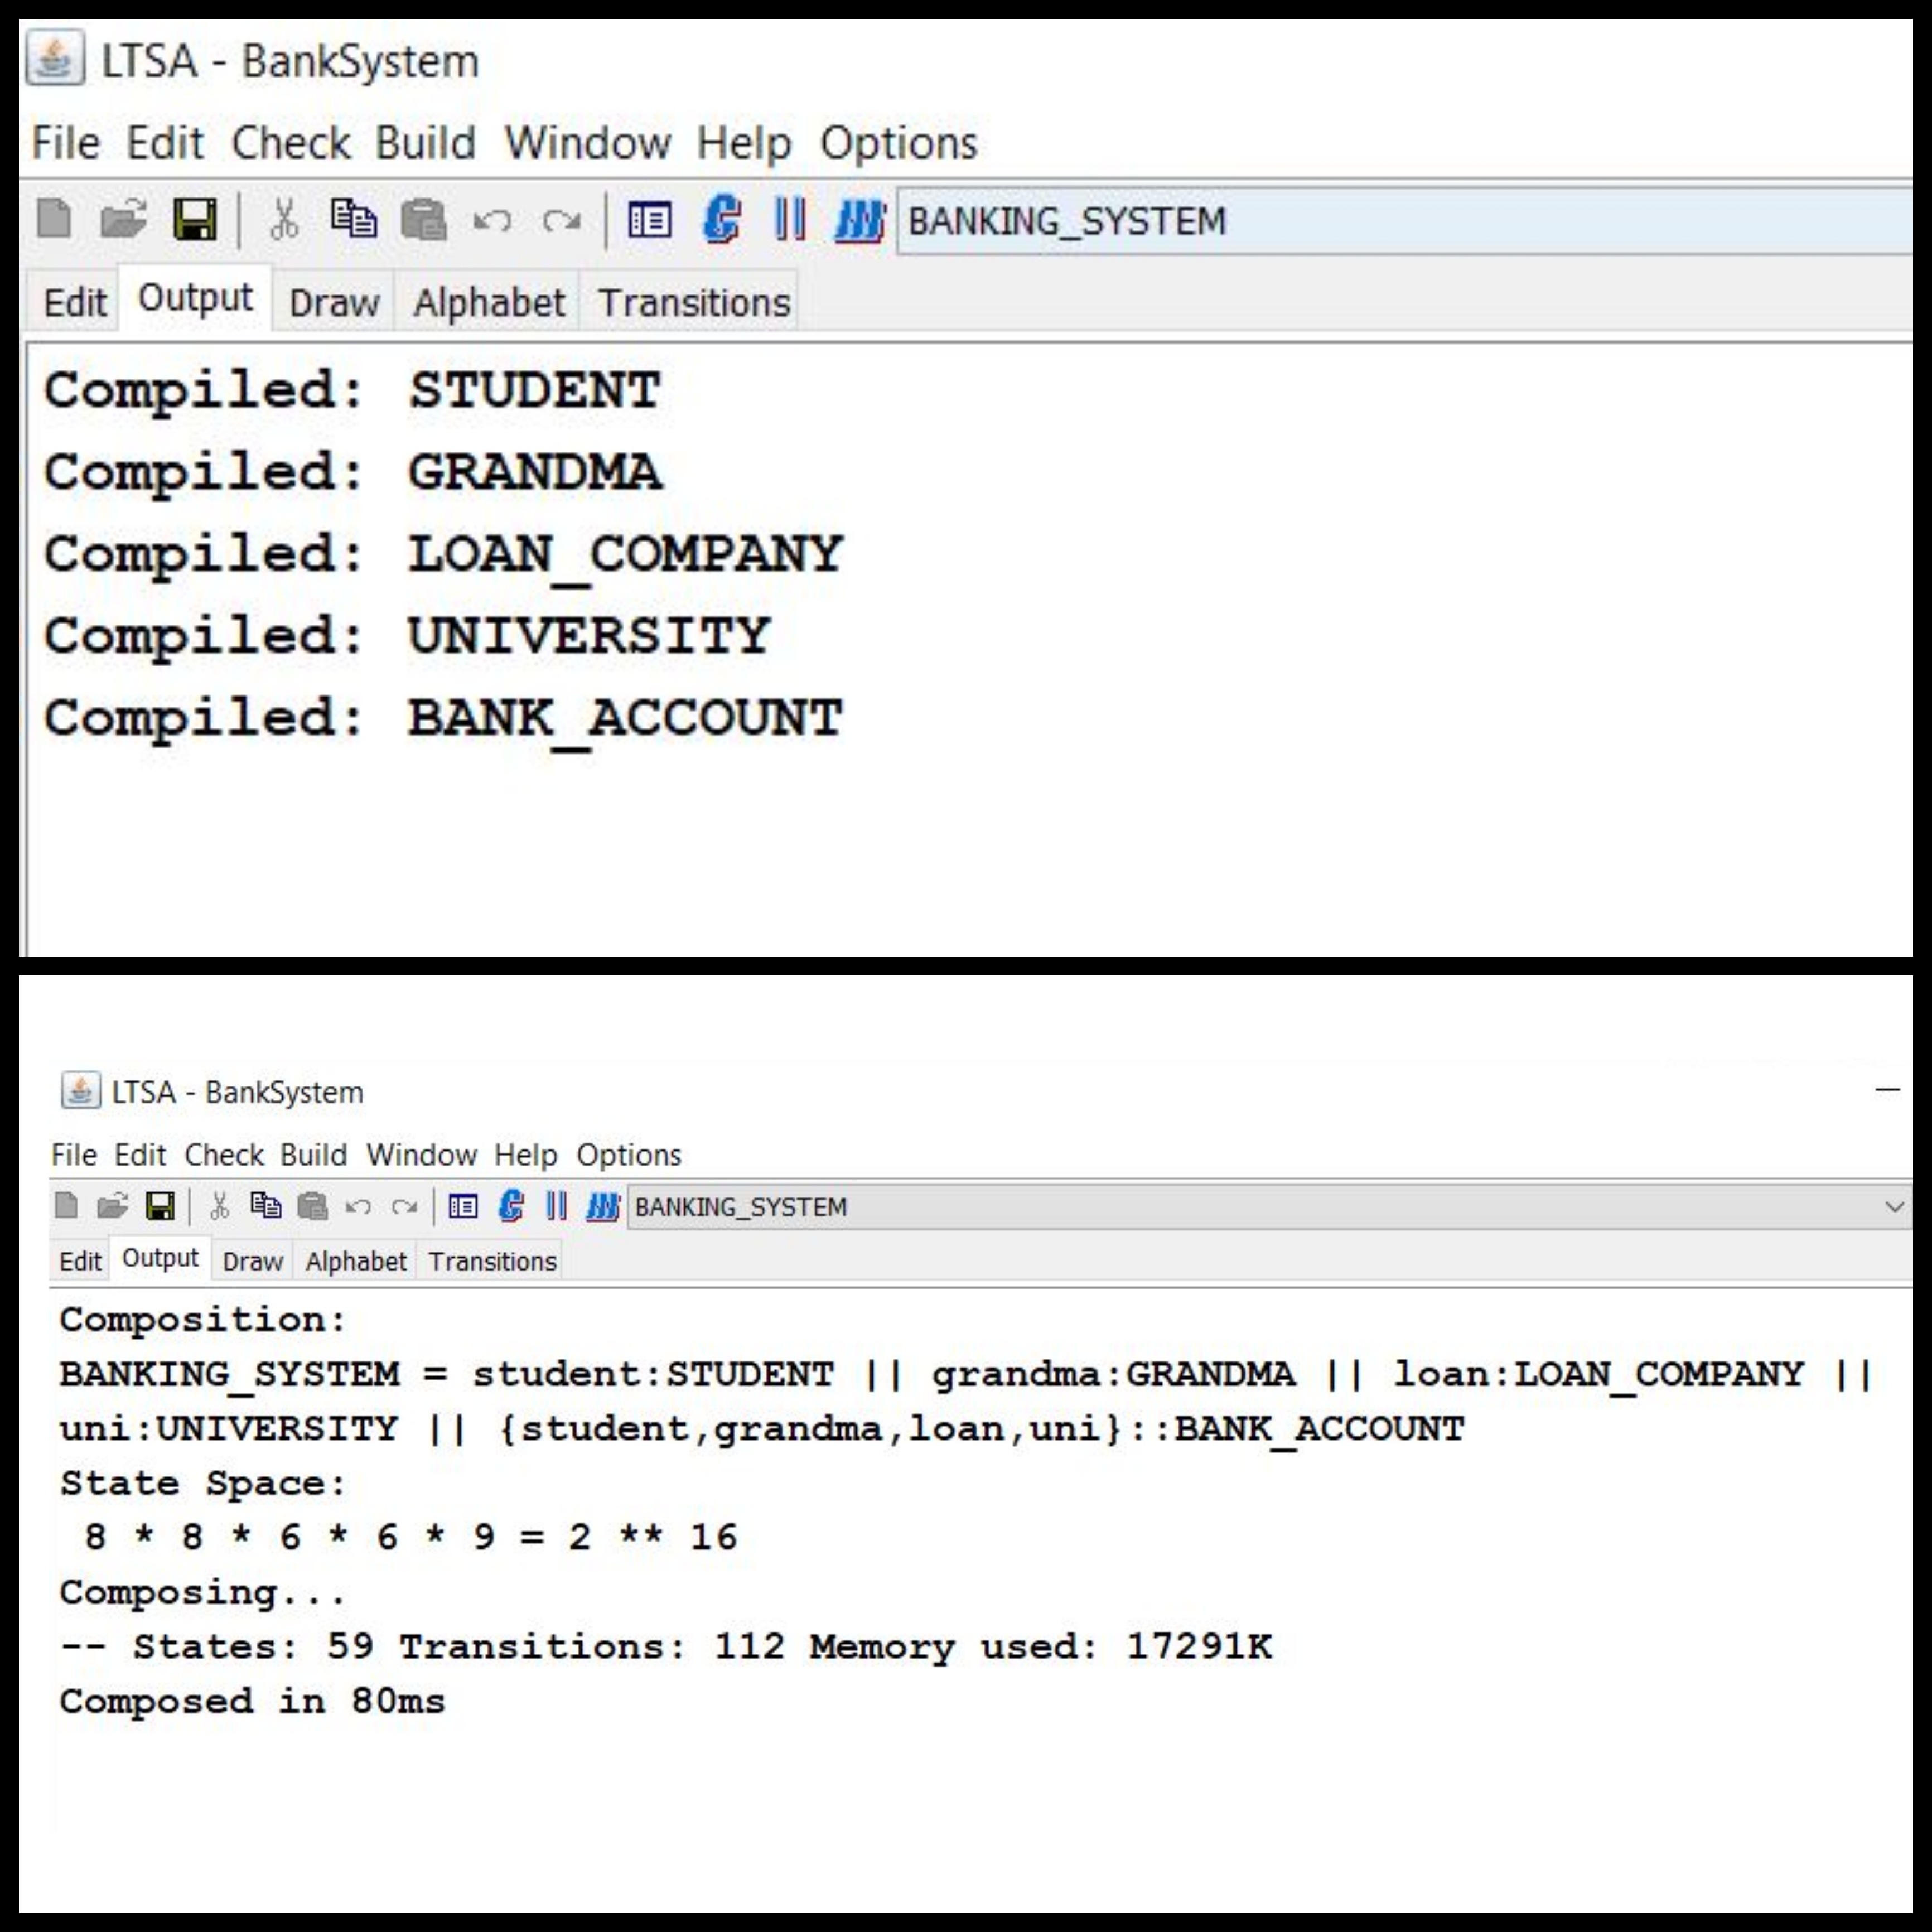 LTSA - BankSystem
File Edit Check Build Window Help Options
BANKING_SYSTEM
Edit Output Draw Alphabet Transitions
Compiled: STUDENT
Compiled: GRANDMA
Compiled: LOAN_COMPANY
Compiled: UNIVERSITY
Compiled: BANK_ACCOUNT
LTSA - BankSystem
File Edit Check Build Window Help Options
BANKING_SYSTEM
Edit Output Draw Alphabet Transitions
Composition:
BANKING_SYSTEM = student:STUDENT || grandma:GRANDMA || loan:LOAN_COMPANY ||
uni:UNIVERSITY || {student,grandma,loan,uni}::BANK_ACCOUNT
State Space:
8 * 8 * 6 * 6 * 9 = 2 ** 16
Composing...
-- States: 59 Transitions: 112 Memory used: 17291K
Composed in 80ms